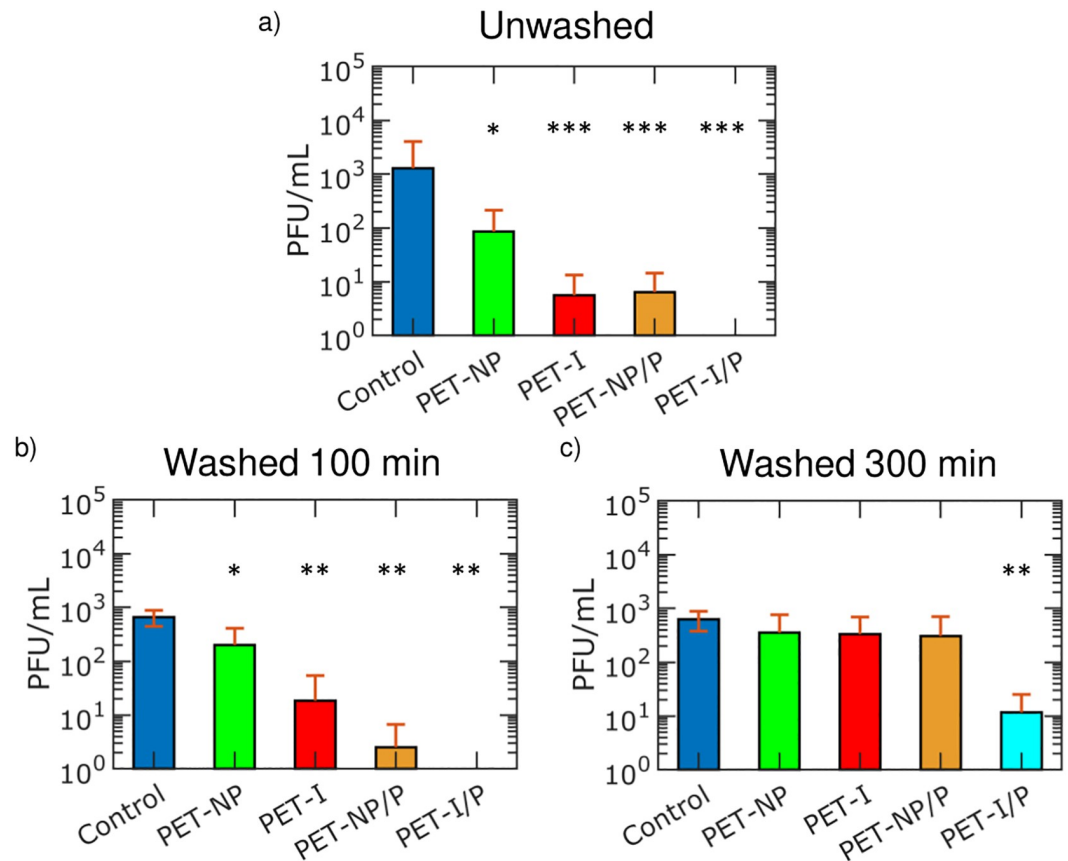 a)
Unwashed
PFU/mL
10^5
10^4
10^3
10^2
10^1
10^0
* *** *** ***
Control PET-NP PET-I PET-NP/P PET-I/P
b)
Washed 100 min
PFU/mL
10^5
10^4
10^3
10^2
10^1
10^0
* ** ** **
Control PET-NP PET-I PET-NP/P PET-I/P
c)
Washed 300 min
PFU/mL
10^5
10^4
10^3
10^2
10^1
10^0
**
Control PET-NP PET-I PET-NP/P PET-I/P